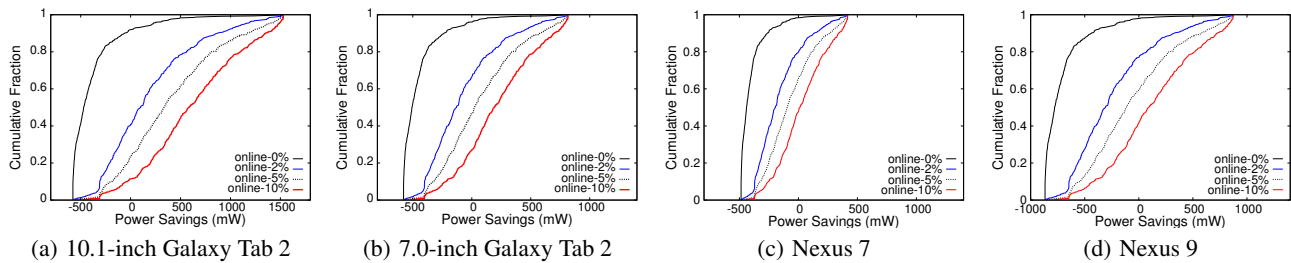 Cumulative Fraction
1
0.8
0.6
0.4
0.2
0
-500 0 500 1000 1500
Power Savings (mW)
online-0%
online-2%
online-5%
online-10%
(a) 10.1-inch Galaxy Tab 2
Cumulative Fraction
1
0.8
0.6
0.4
0.2
0
-500 0 500 1000
Power Savings (mW)
online-0%
online-2%
online-5%
online-10%
(b) 7.0-inch Galaxy Tab 2
Cumulative Fraction
1
0.8
0.6
0.4
0.2
0
-500 0 500 1000
Power Savings (mW)
online-0%
online-2%
online-5%
online-10%
(c) Nexus 7
Cumulative Fraction
1
0.8
0.6
0.4
0.2
0
-1000 -500 0 500 1000
Power Savings (mW)
online-0%
online-2%
online-5%
online-10%
(d) Nexus 9